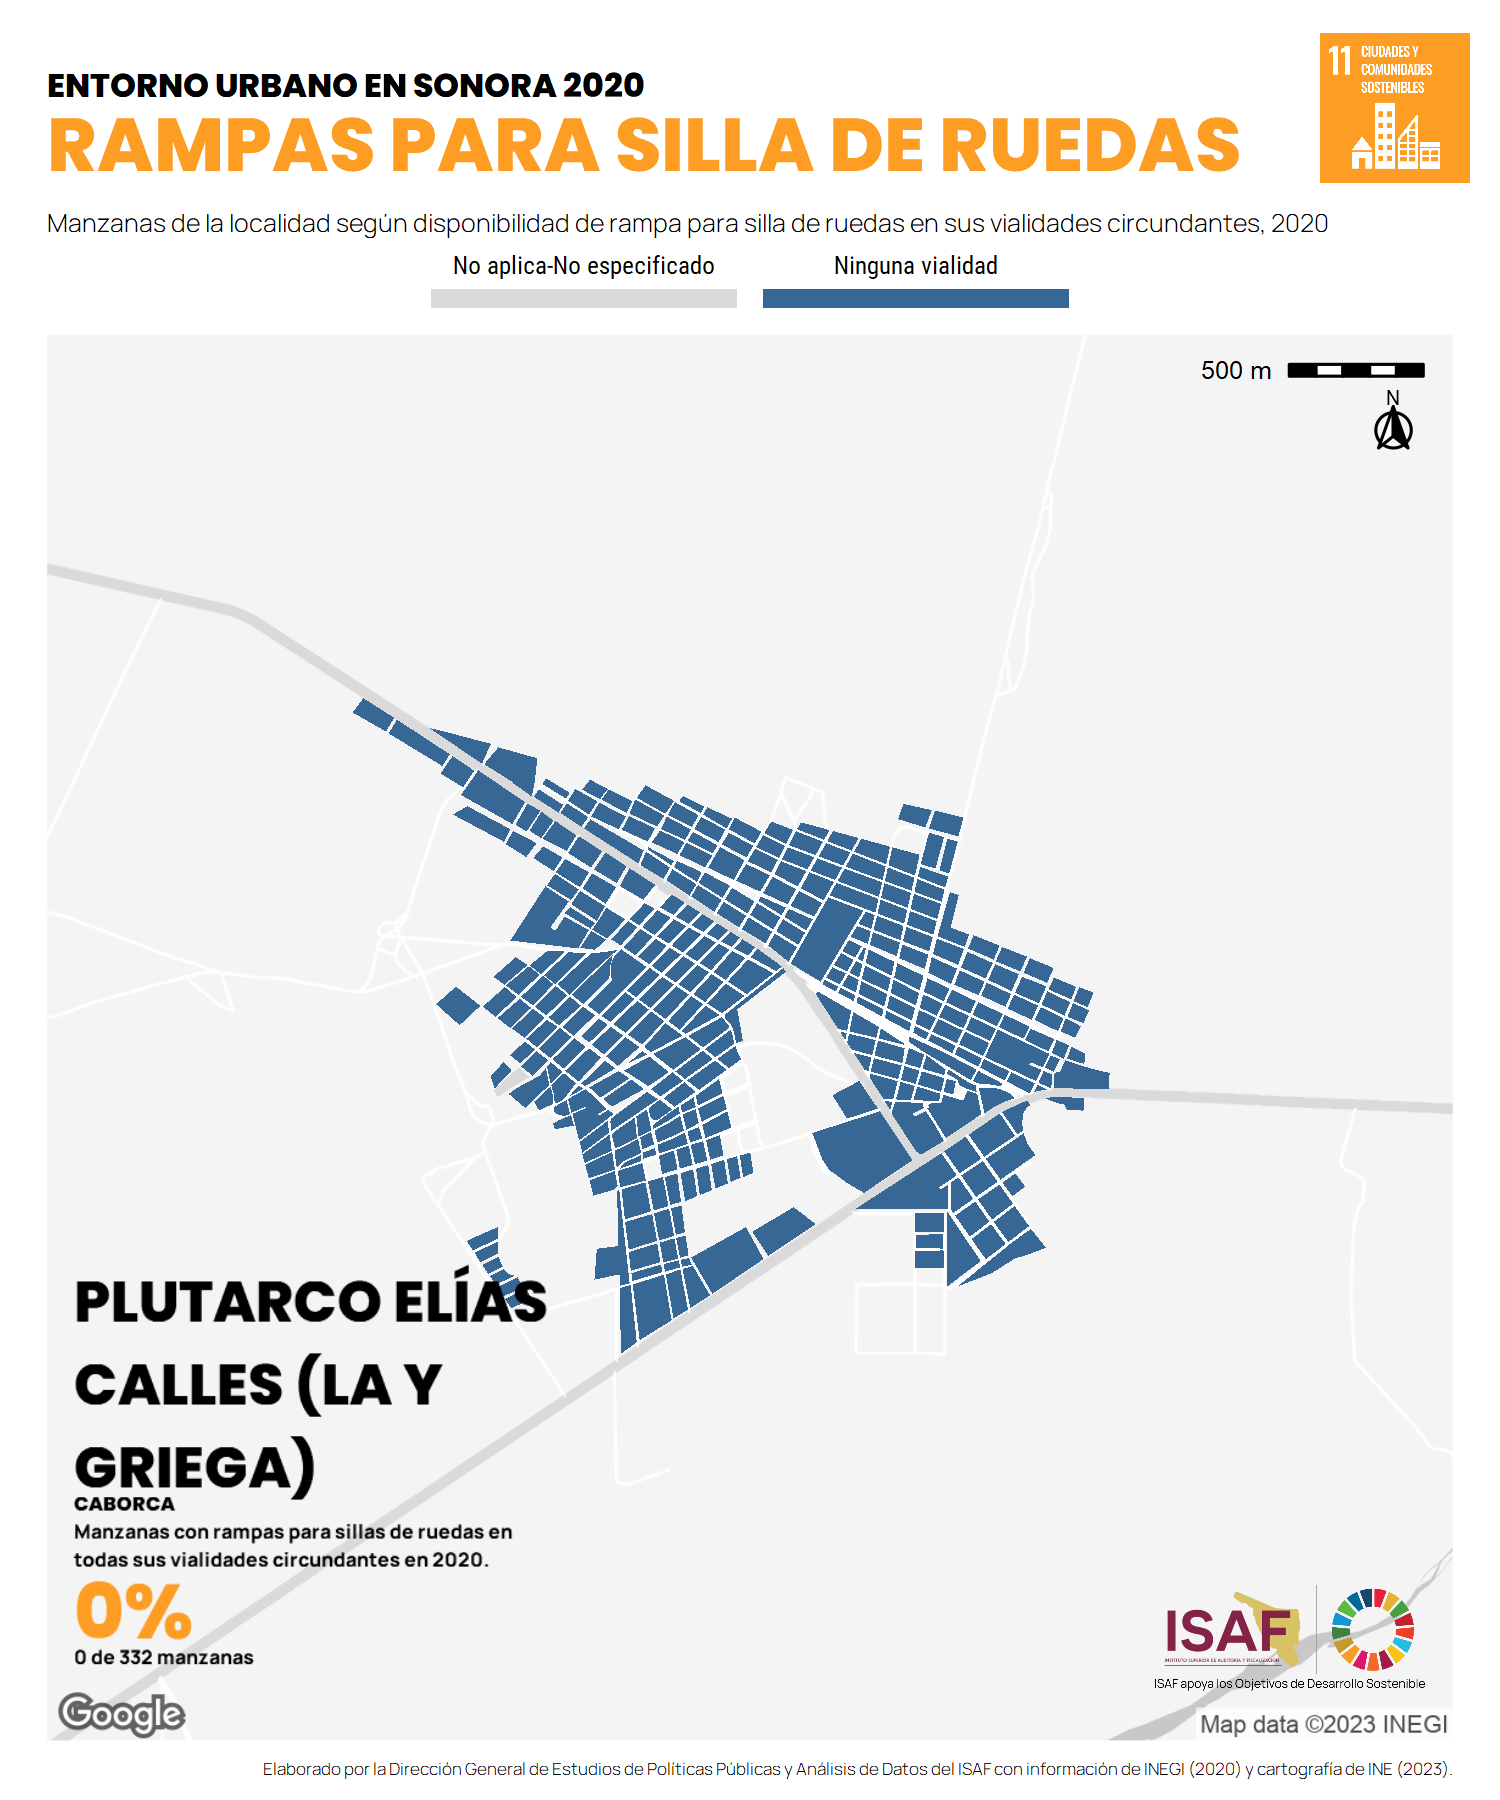 ENTORNO URBANO EN SONORA 2020
RAMPAS PARA SILLA DE RUEDAS
11 CIUDADES Y
COMUNIDADES
SOSTENIBLES
Manzanas de la localidad según disponibilidad de rampa para silla de ruedas en sus vialidades circundantes, 2020
No aplica-No especificado
Ninguna vialidad
500 m
N
PLUTARCO ELÍAS
CALLES (LA Y
GRIEGA)
CABORCA
Manzanas con rampas para sillas de ruedas en
todas sus vialidades circundantes en 2020.
0%
0 de 332 manzanas
Google
ISAF
INSTITUTO SUPERIOR DE AUDITORÍA Y FISCALIZACIÓN
ISAF apoya los Objetivos de Desarrollo Sostenible
Map data ©2023 INEGI
Elaborado por la Dirección General de Estudios de Políticas Públicas y Análisis de Datos del ISAF con información de INEGI (2020) y cartografía de INE (2023).